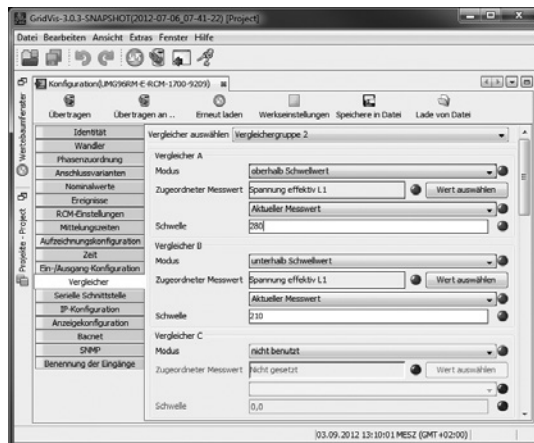 GridVis-3.0.3-SNAPSHOT(2012-07-06_07-41-22) [Project]
Datei Bearbeiten Ansicht Extras Fenster Hilfe
Wertebaumfenster
Projekte - Project
Konfiguration(UMG96RM-E-RCM-1700-9209)
Übertragen Übertragen an .. Erneut laden Werkseinstellungen Speichere in Datei Lade von Datei
Identität
Wandler
Phasenzuordnung
Anschlussvarianten
Nominalwerte
Ereignisse
RCM-Einstellungen
Mittelungszeiten
Aufzeichnungskonfiguration
Zeit
Ein-/Ausgang-Konfiguration
Vergleicher
Serielle Schnittstelle
IP-Konfiguration
Anzeigekonfiguration
Bacnet
SNMP
Benennung der Eingänge
Vergleicher auswählen Vergleichergruppe 2
Vergleicher A
Modus oberhalb Schwellwert
Zugeordneter Messwert Spannung effektiv L1 Wert auswählen
Aktueller Messwert
Schwelle 280
Vergleicher B
Modus unterhalb Schwellwert
Zugeordneter Messwert Spannung effektiv L1 Wert auswählen
Aktueller Messwert
Schwelle 210
Vergleicher C
Modus nicht benutzt
Zugeordneter Messwert Nicht gesetzt Wert auswählen
Schwelle 0,0
03.09.2012 13:10:01 MESZ (GMT+02:00)